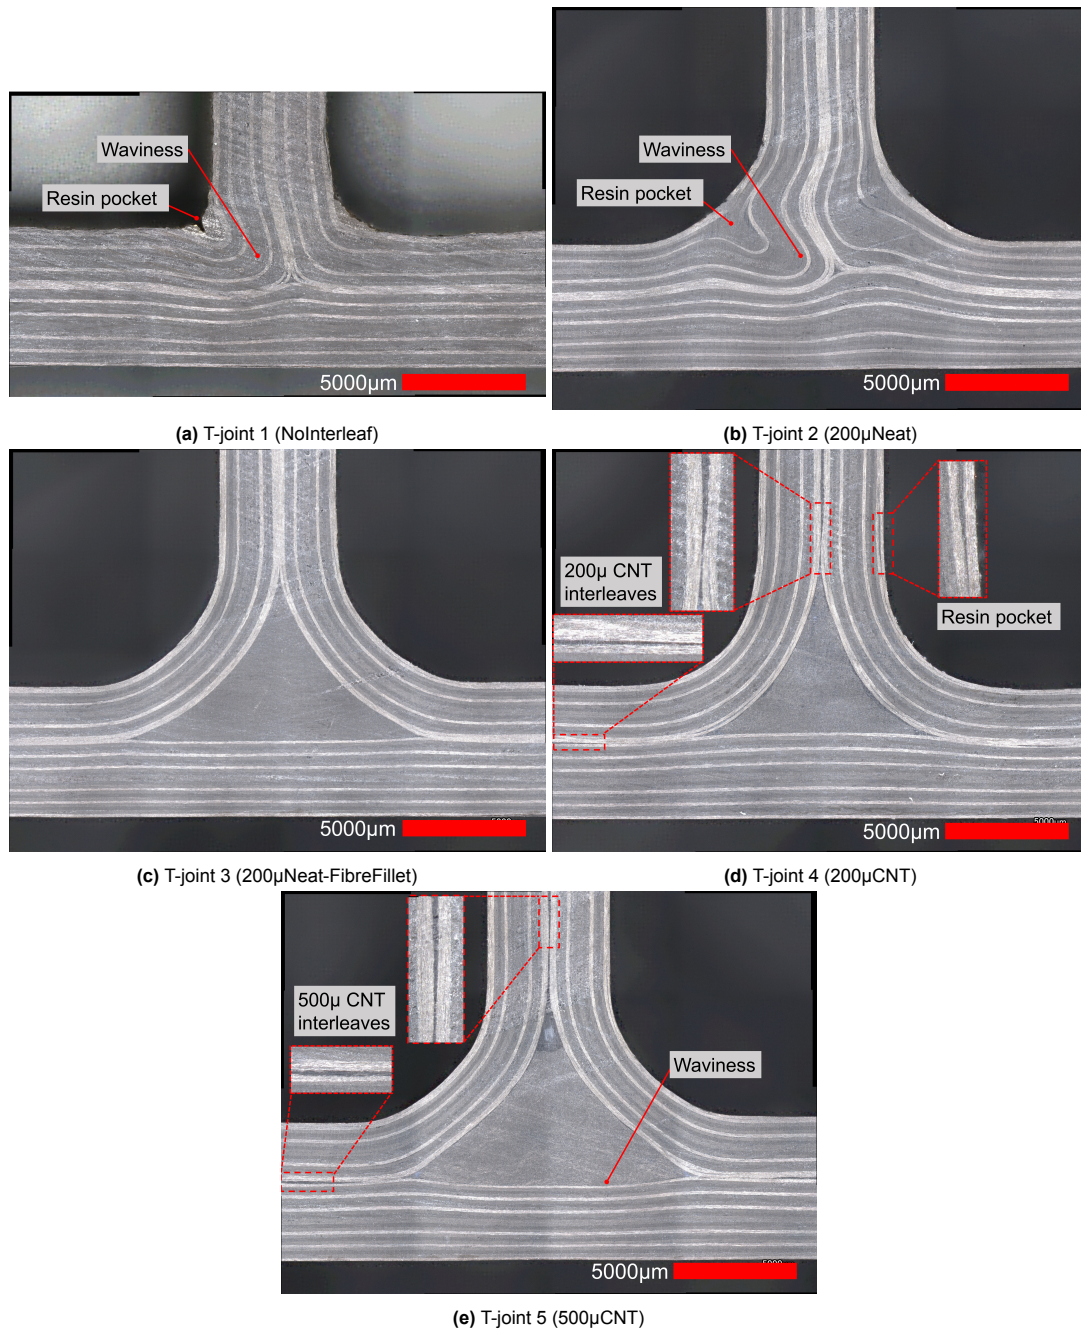 Waviness
Resin pocket
5000µm
(a) T-joint 1 (NoInterleaf)
Waviness
Resin pocket
5000µm
(b) T-joint 2 (200µNeat)
5000µm
(c) T-joint 3 (200µNeat-FibreFillet)
200µ CNT
interleaves
Resin pocket
5000µm
(d) T-joint 4 (200µCNT)
500µ CNT
interleaves
Waviness
5000µm
(e) T-joint 5 (500µCNT)